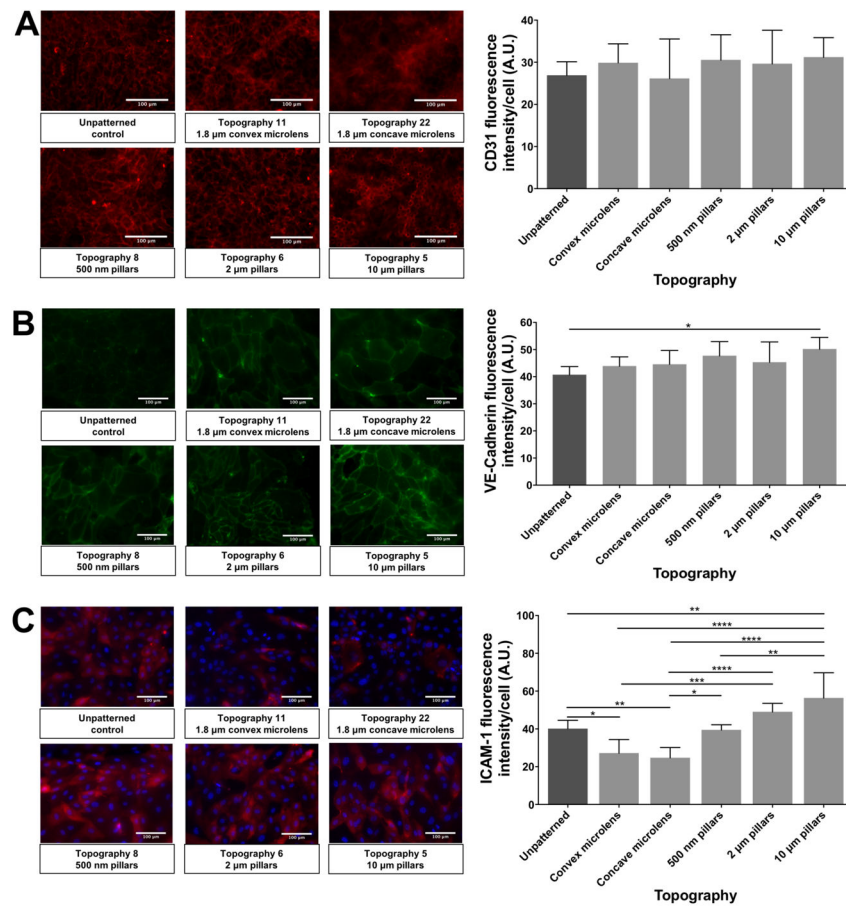 A
100 µm
100 µm
100 µm
Unpatterned
control
Topography 11
1.8 µm convex microlens
Topography 22
1.8 µm concave microlens
100 µm
100 µm
100 µm
Topography 8
500 nm pillars
Topography 6
2 µm pillars
Topography 5
10 µm pillars
CD31 fluorescence
intensity/cell (A.U.)
40
30
20
10
0
Unpatterned
Convex microlens
Concave microlens
500 nm pillars
2 µm pillars
10 µm pillars
Topography
B
100 µm
100 µm
100 µm
Unpatterned
control
Topography 11
1.8 µm convex microlens
Topography 22
1.8 µm concave microlens
100 µm
100 µm
100 µm
Topography 8
500 nm pillars
Topography 6
2 µm pillars
Topography 5
10 µm pillars
VE-Cadherin fluorescence
intensity/cell (A.U.)
60
50
40
30
20
10
0
*
Unpatterned
Convex microlens
Concave microlens
500 nm pillars
2 µm pillars
10 µm pillars
Topography
C
100 µm
100 µm
100 µm
Unpatterned
control
Topography 11
1.8 µm convex microlens
Topography 22
1.8 µm concave microlens
100 µm
100 µm
100 µm
Topography 8
500 nm pillars
Topography 6
2 µm pillars
Topography 5
10 µm pillars
ICAM-1 fluorescence
intensity/cell (A.U.)
100
80
60
40
20
0
**
****
****
**
****
***
*
**
*
Unpatterned
Convex microlens
Concave microlens
500 nm pillars
2 µm pillars
10 µm pillars
Topography